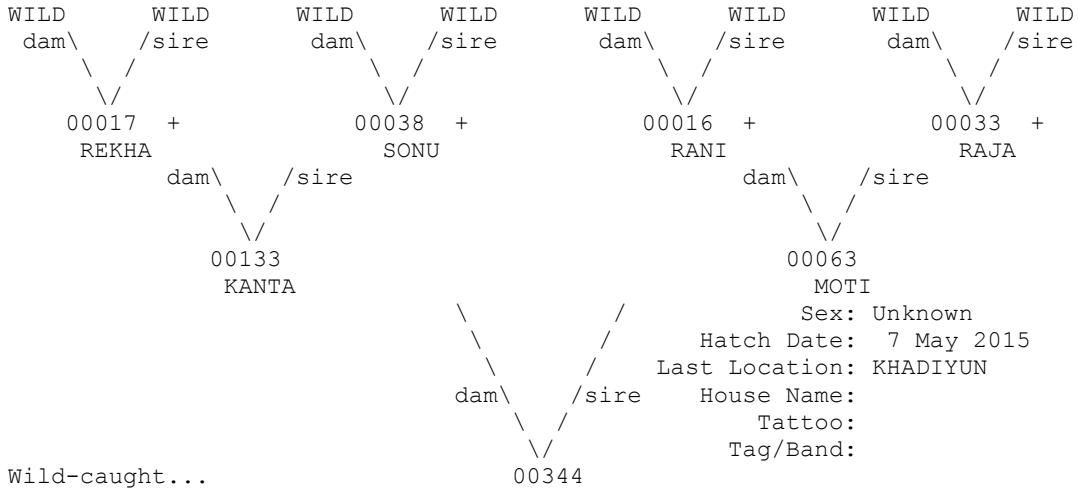 WILD WILD WILD WILD WILD WILD WILD WILD
dam\ /sire dam\ /sire dam\ /sire dam\ /sire
\ / \ / \ / \ /
\/ \/ \/ \/
00017 + 00038 + 00016 + 00033 +
REKHA SONU RANI RAJA
dam\ /sire dam\ /sire
\ / \ /
\/ \/
00133 00063
KANTA MOTI
\ / Sex: Unknown
\ / Hatch Date: 7 May 2015
\ / Last Location: KHADIYUN
dam\ /sire House Name:
\ / Tattoo:
\/ Tag/Band:
Wild-caught... 00344